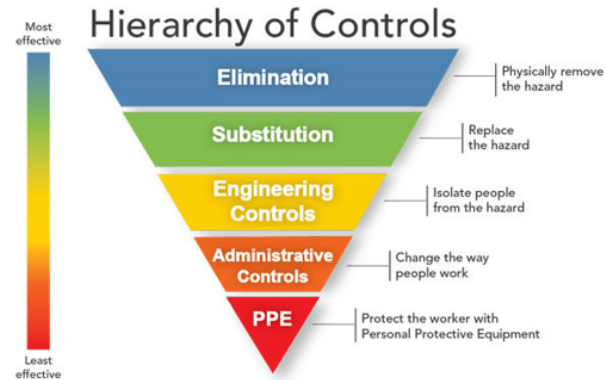 Most
effective
Hierarchy of Controls
Elimination
Physically remove
the hazard
Substitution
Replace
the hazard
Engineering
Controls
Isolate people
from the hazard
Administrative
Controls
Change the way
people work
PPE
Protect the worker with
Personal Protective Equipment
Least
effective